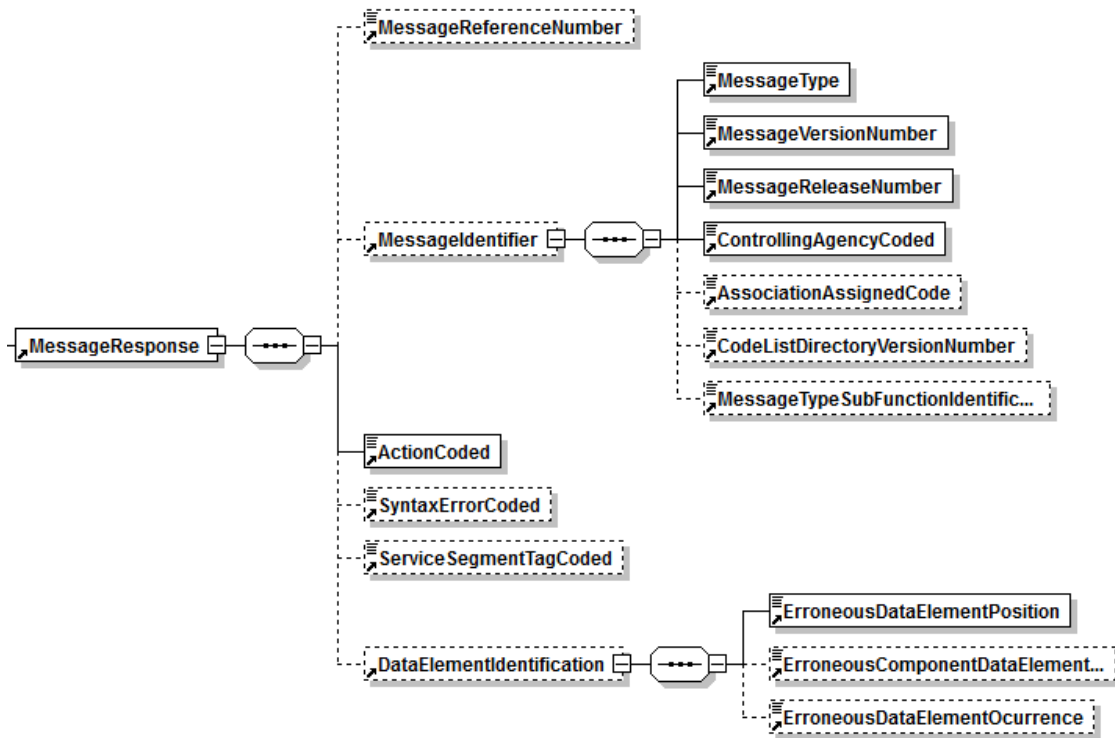 MessageReferenceNumber
MessageType
MessageVersionNumber
MessageReleaseNumber
MessageIdentifier
ControllingAgencyCoded
AssociationAssignedCode
CodeListDirectoryVersionNumber
MessageResponse
MessageTypeSubFunctionIdentific...
ActionCoded
SyntaxErrorCoded
ServiceSegmentTagCoded
ErroneousDataElementPosition
DataElementIdentification
ErroneousComponentDataElement...
ErroneousDataElementOcurrence